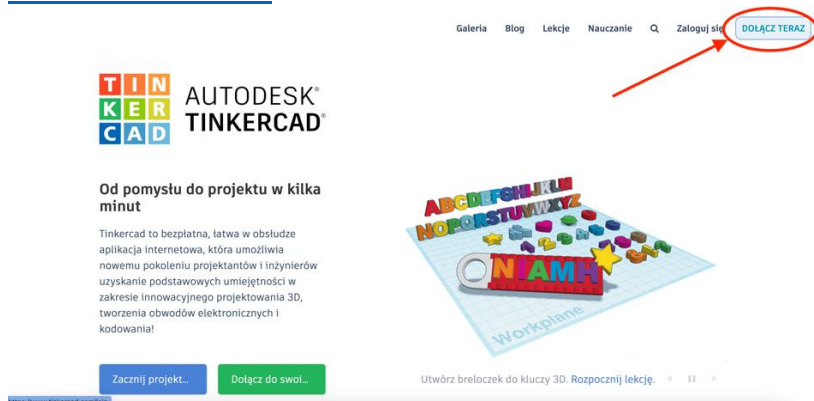 Galeria Blog Lekcje Nauczanie Zaloguj się DOŁĄCZ TERAZ
TIN
KER
CAD
AUTODESK®
TINKERCAD®
Od pomysłu do projektu w kilka
minut
Tinkercad to bezpłatna, łatwa w obsłudze
aplikacja internetowa, która umożliwia
nowemu pokoleniu projektantów i inżynierów
uzyskanie podstawowych umiejętności w
zakresie innowacyjnego projektowania 3D,
tworzenia obwodów elektronicznych i
kodowania!
Zacznij projekt... Dołącz do swoi...
ABCDEFGHIJKLM
NOPQRSTUVWXYZ
NIAMH
Workplane
Utwórz breloczek do kluczy 3D. Rozpocznij lekcję.